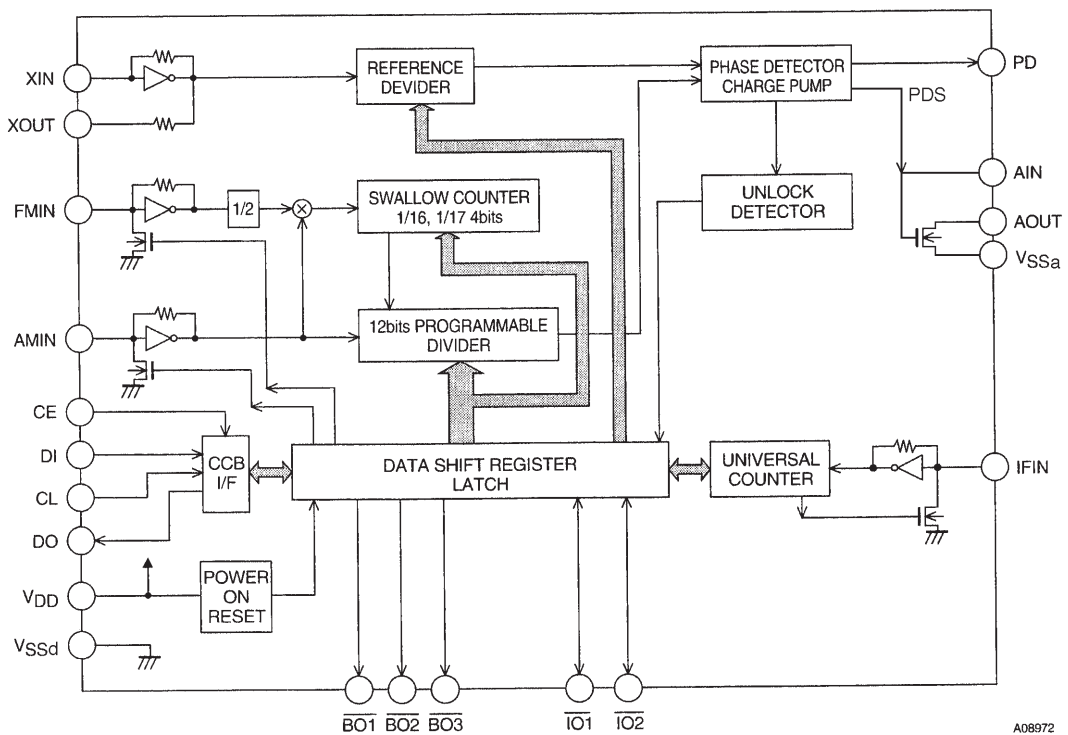 XIN
XOUT
FMIN
AMIN
CE
DI
CL
DO
VDD
VSSd
REFERENCE
DEVIDER
PHASE DETECTOR
CHARGE PUMP
PDS
PD
AIN
AOUT
VSSa
1/2
SWALLOW COUNTER
1/16, 1/17 4bits
UNLOCK
DETECTOR
12bits PROGRAMMABLE
DIVIDER
CCB
I/F
DATA SHIFT REGISTER
LATCH
UNIVERSAL
COUNTER
IFIN
POWER
ON
RESET
BO1
BO2
BO3
IO1
IO2
A08972